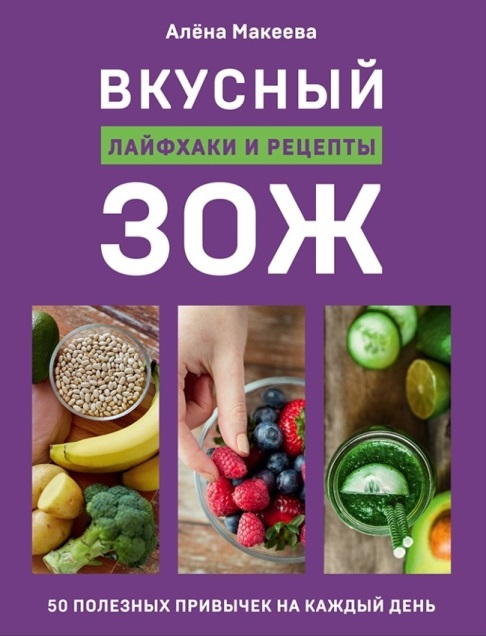 Алёна Макеева
ВКУСНЫЙ
ЛАЙФХАКИ И РЕЦЕПТЫ
ЗОЖ
50 ПОЛЕЗНЫХ ПРИВЫЧЕК НА КАЖДЫЙ ДЕНЬ